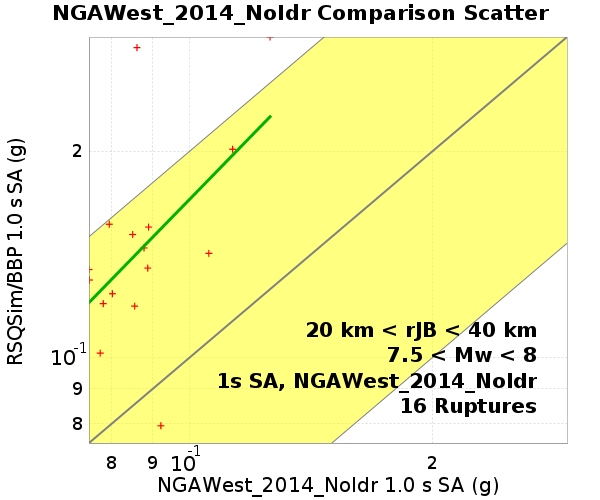 NGAWest_2014_NoIdr Comparison Scatter
RSQSim/BBP 1.0 s SA (g)
2
10-1
9
8
20 km < rJB < 40 km
7.5 < Mw < 8
1s SA, NGAWest_2014_NoIdr
16 Ruptures
8 9 10-1 2
NGAWest_2014_NoIdr 1.0 s SA (g)